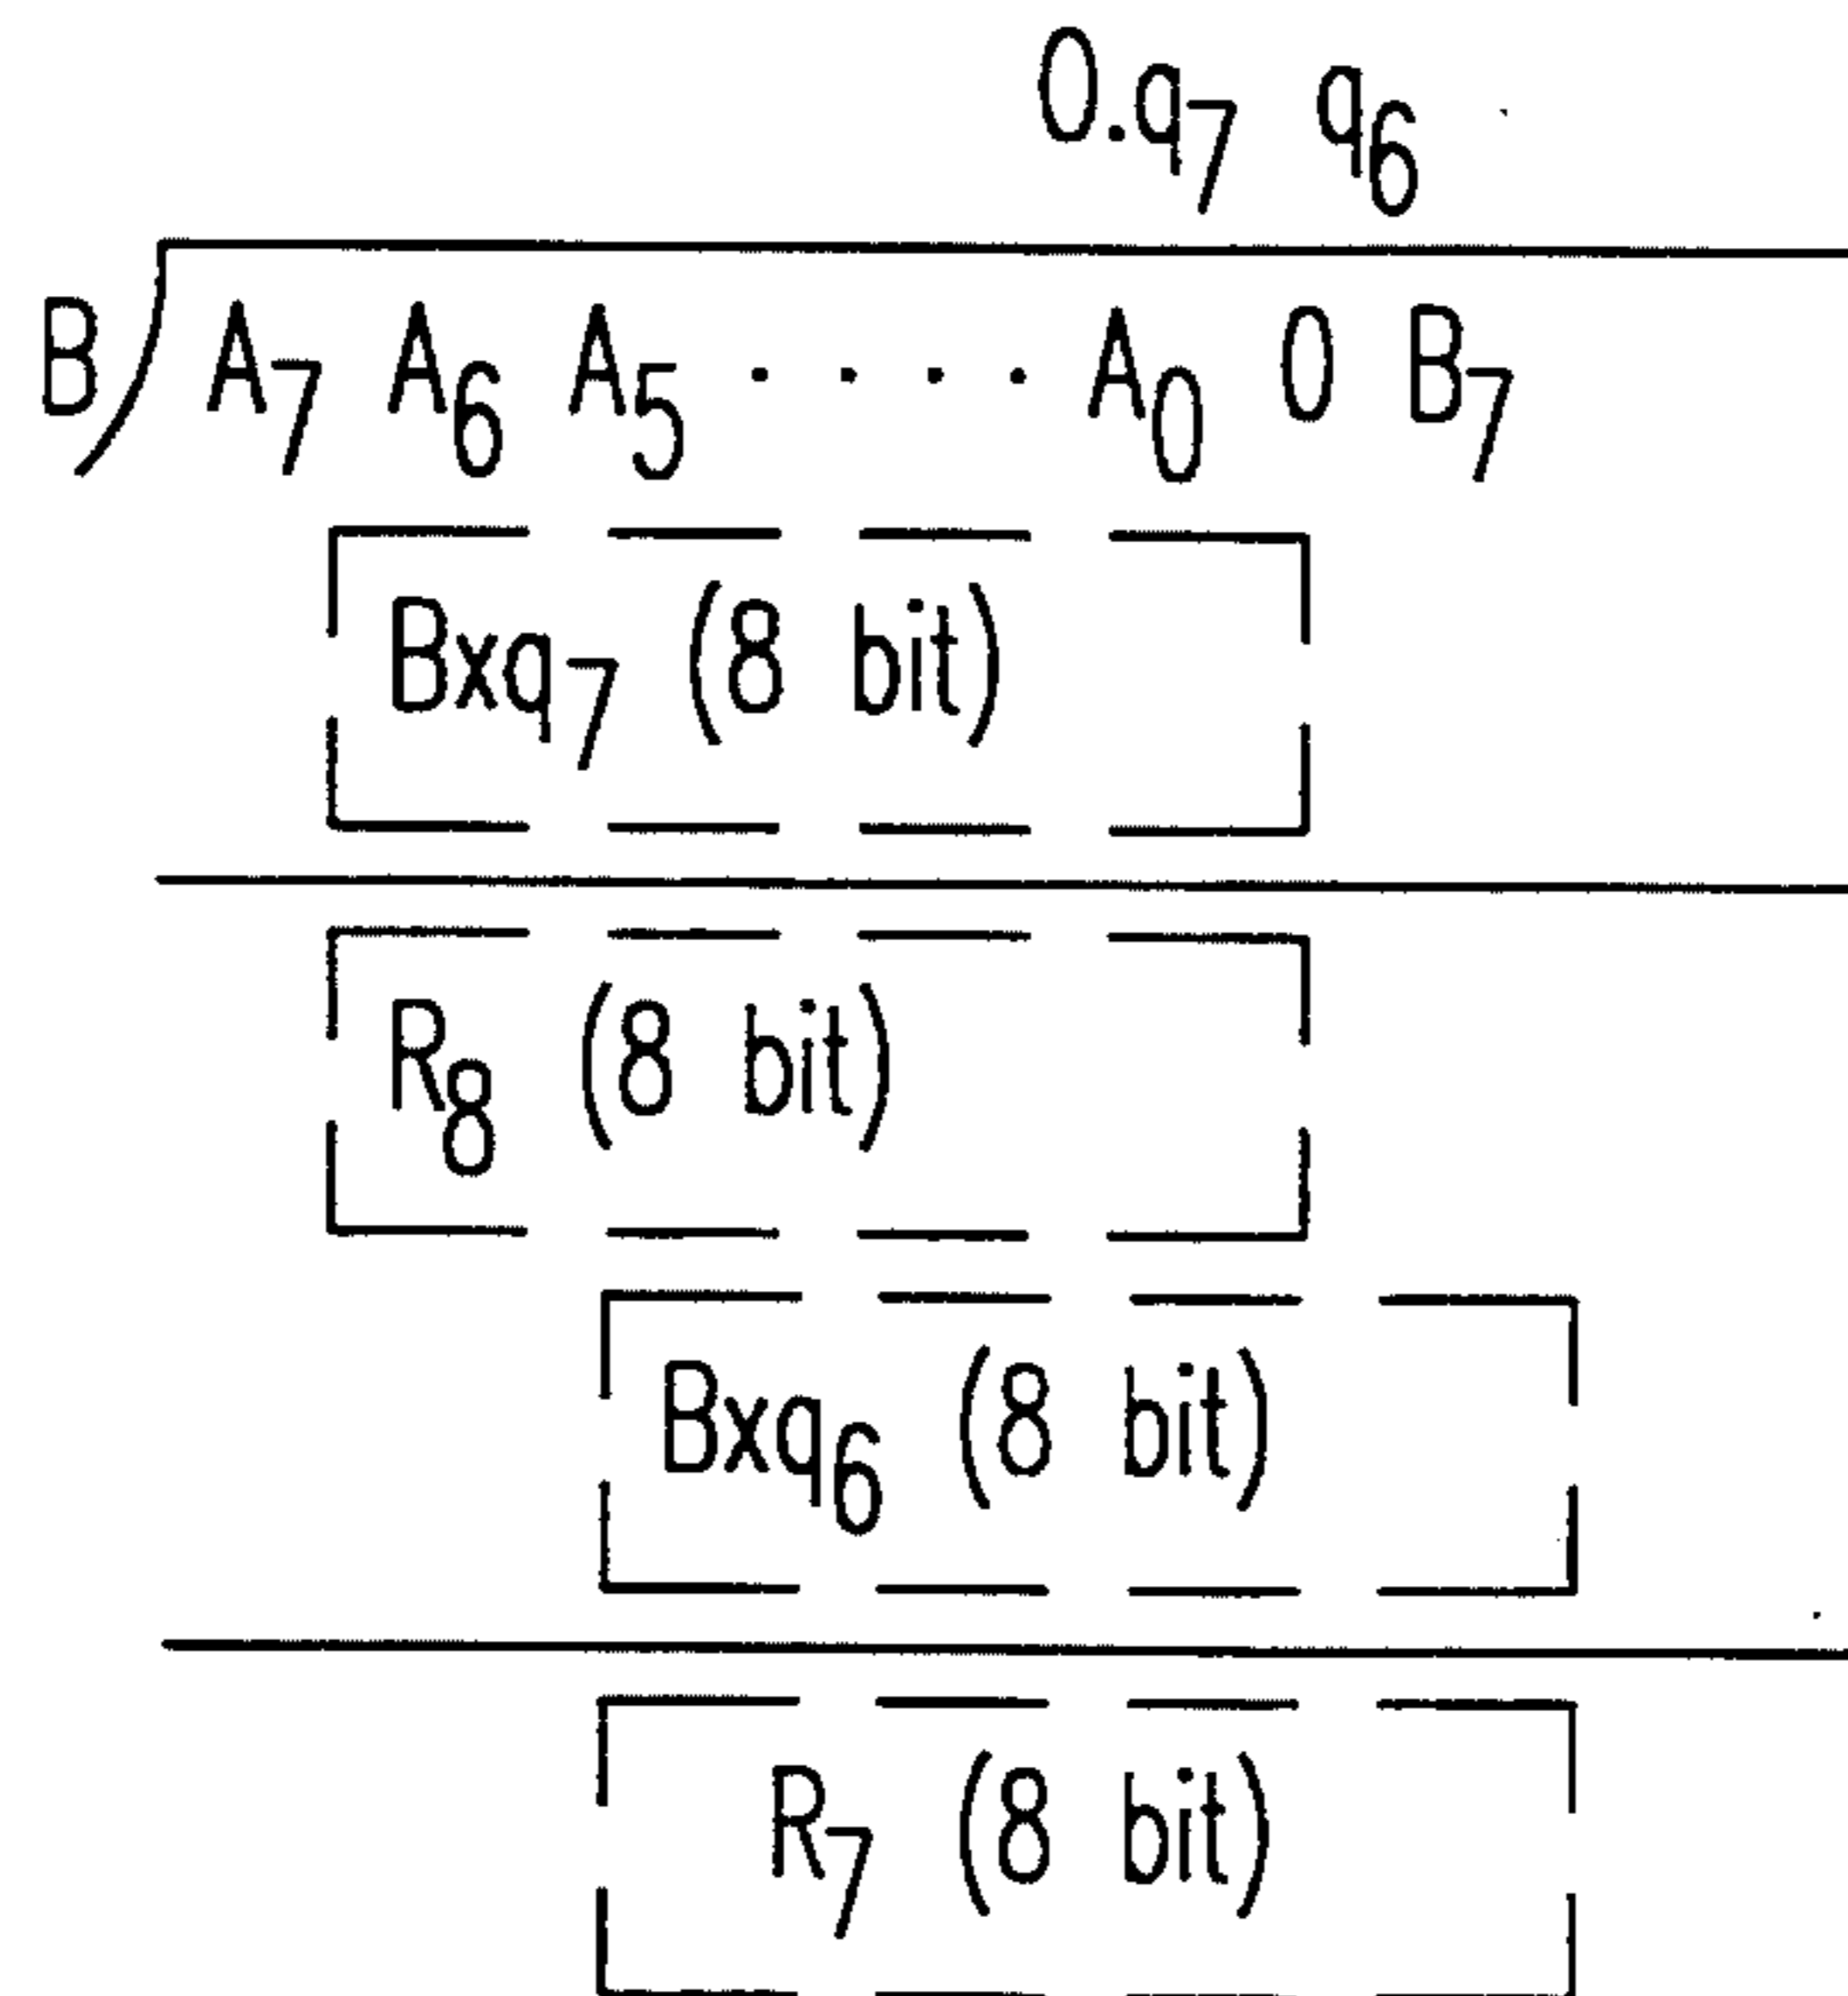 0.q7 q6
B) A7 A6 A5 · · · · A0 0 B7
Bxq7 (8 bit)
R8 (8 bit)
Bxq6 (8 bit)
R7 (8 bit)